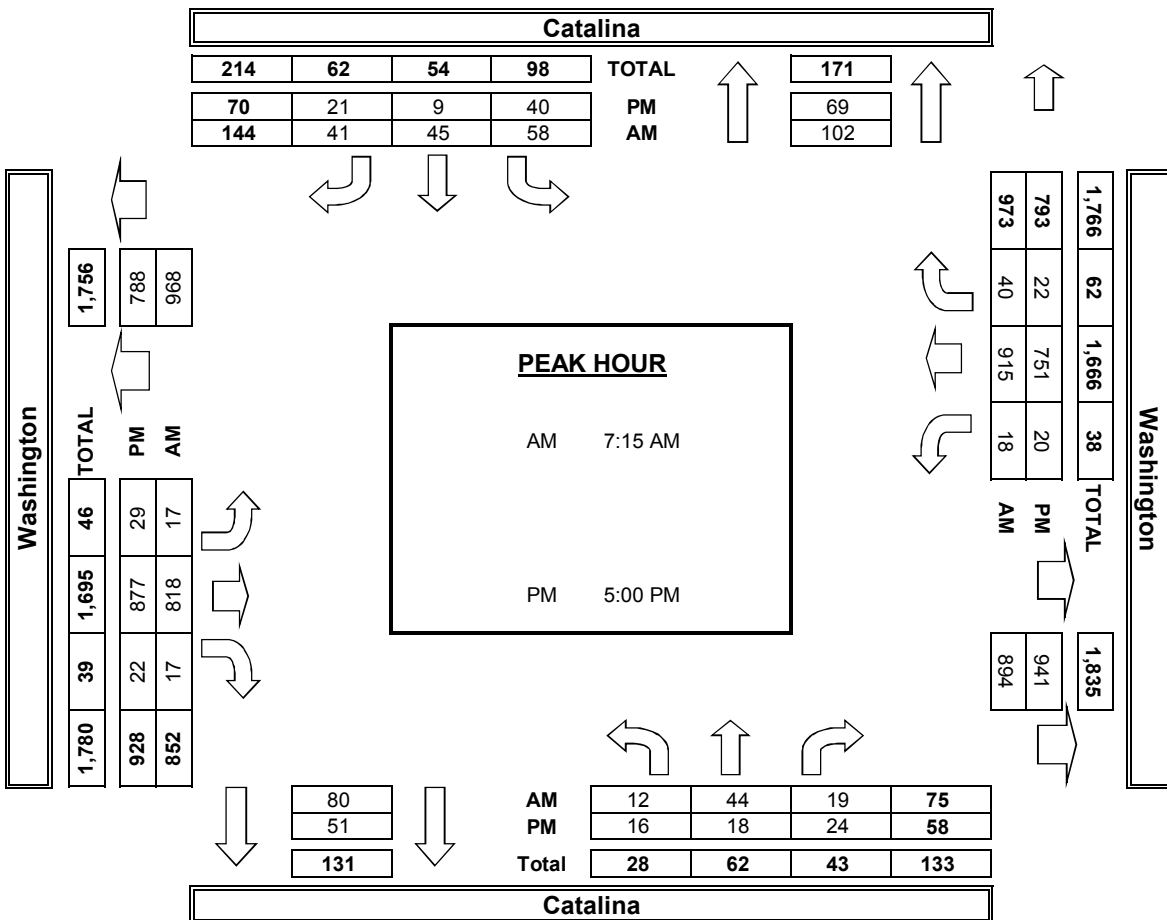 Catalina
214 62 54 98 TOTAL 171
70 21 9 40 PM 69
144 41 45 58 AM 102
Washington
1,756
788
968
TOTAL
PM
AM
46 29 17
1,695 877 818
39 22 17
1,780 928 852
PEAK HOUR
AM 7:15 AM
PM 5:00 PM
973 793 1,766
40 22 62
915 751 1,666
18 20 38
AM PM TOTAL
894 941 1,835
Washington
80 AM 12 44 19 75
51 PM 16 18 24 58
131 Total 28 62 43 133
Catalina